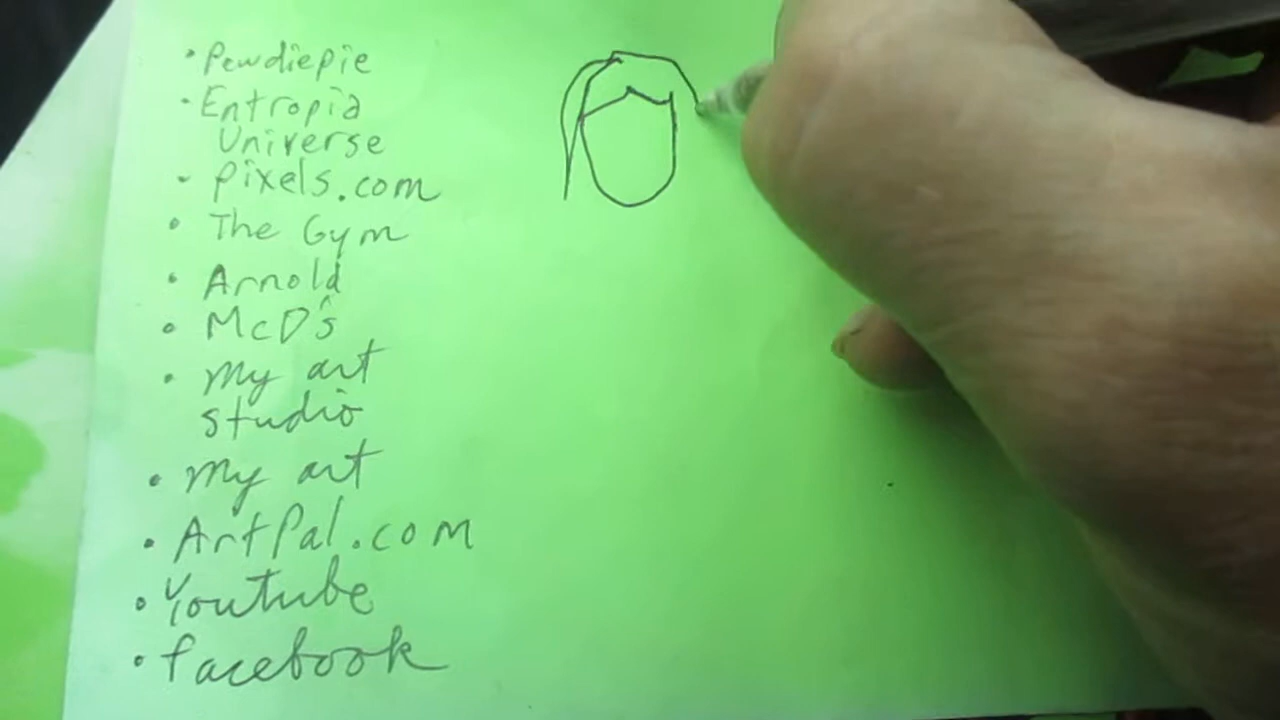 • Pewdiepie
• Entropia
Universe
• pixels.com
• The Gym
• Arnold
• McD's
• my art
studio
• my art
• ArtPal.com
• Youtube
• facebook